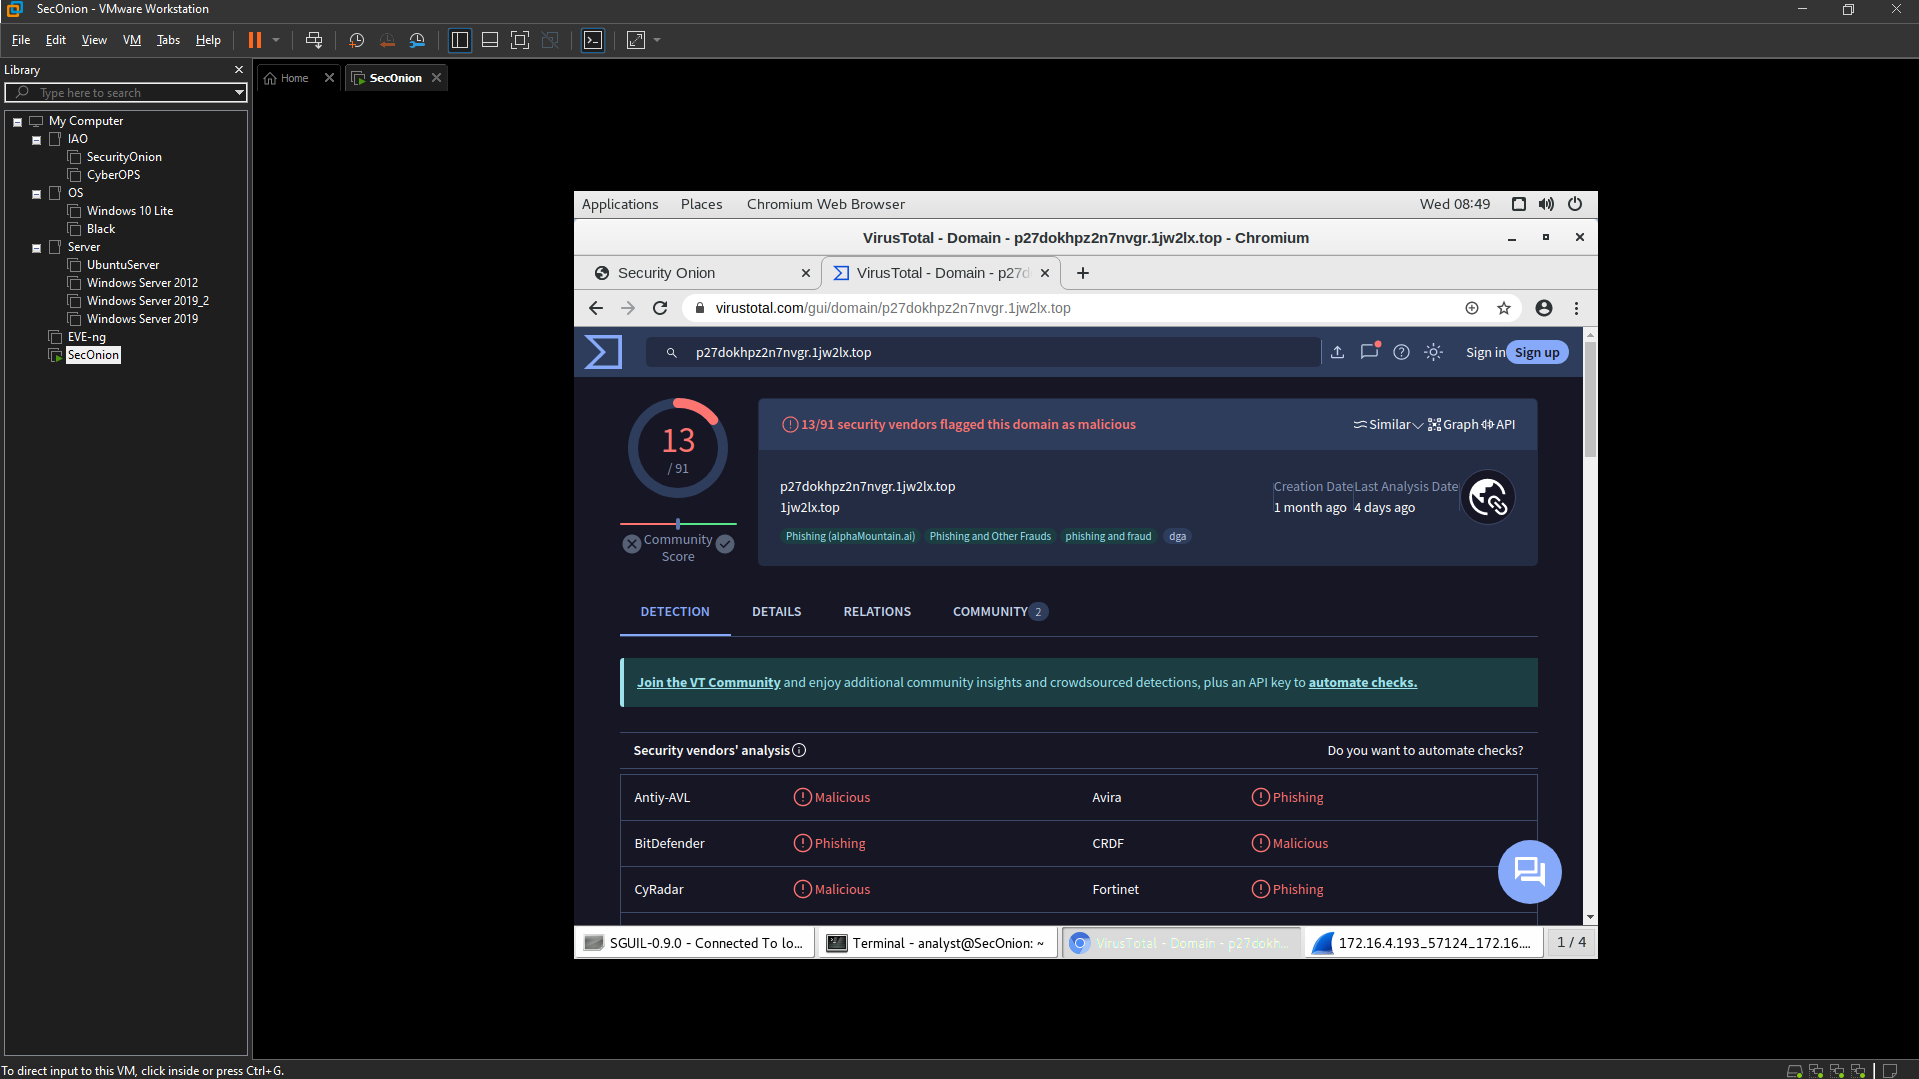 SecOnion - VMware Workstation
File Edit View VM Tabs Help
Library
Type here to search
My Computer
IAO
SecurityOnion
CyberOPS
OS
Windows 10 Lite
Black
Server
UbuntuServer
Windows Server 2012
Windows Server 2019_2
Windows Server 2019
EVE-ng
SecOnion
Home
SecOnion
Applications Places Chromium Web Browser Wed 08:49
VirusTotal - Domain - p27dokhpz2n7nvgr.1jw2lx.top - Chromium
Security Onion
VirusTotal - Domain - p27d
virustotal.com/gui/domain/p27dokhpz2n7nvgr.1jw2lx.top
p27dokhpz2n7nvgr.1jw2lx.top
Sign in Sign up
13
/ 91
Community Score
13/91 security vendors flagged this domain as malicious
Similar Graph API
p27dokhpz2n7nvgr.1jw2lx.top
1jw2lx.top
Creation Date
1 month ago
Last Analysis Date
4 days ago
Phishing (alphaMountain.ai) Phishing and Other Frauds phishing and fraud dga
DETECTION DETAILS RELATIONS COMMUNITY 2
Join the VT Community and enjoy additional community insights and crowdsourced detections, plus an API key to automate checks.
Security vendors' analysis Do you want to automate checks?
Antiy-AVL Malicious Avira Phishing
BitDefender Phishing CRDF Malicious
CyRadar Malicious Fortinet Phishing
SGUIL-0.9.0 - Connected To lo...
Terminal - analyst@SecOnion: ~
VirusTotal - Domain - p27dokh...
172.16.4.193_57124_172.16....
1 / 4
To direct input to this VM, click inside or press Ctrl+G.